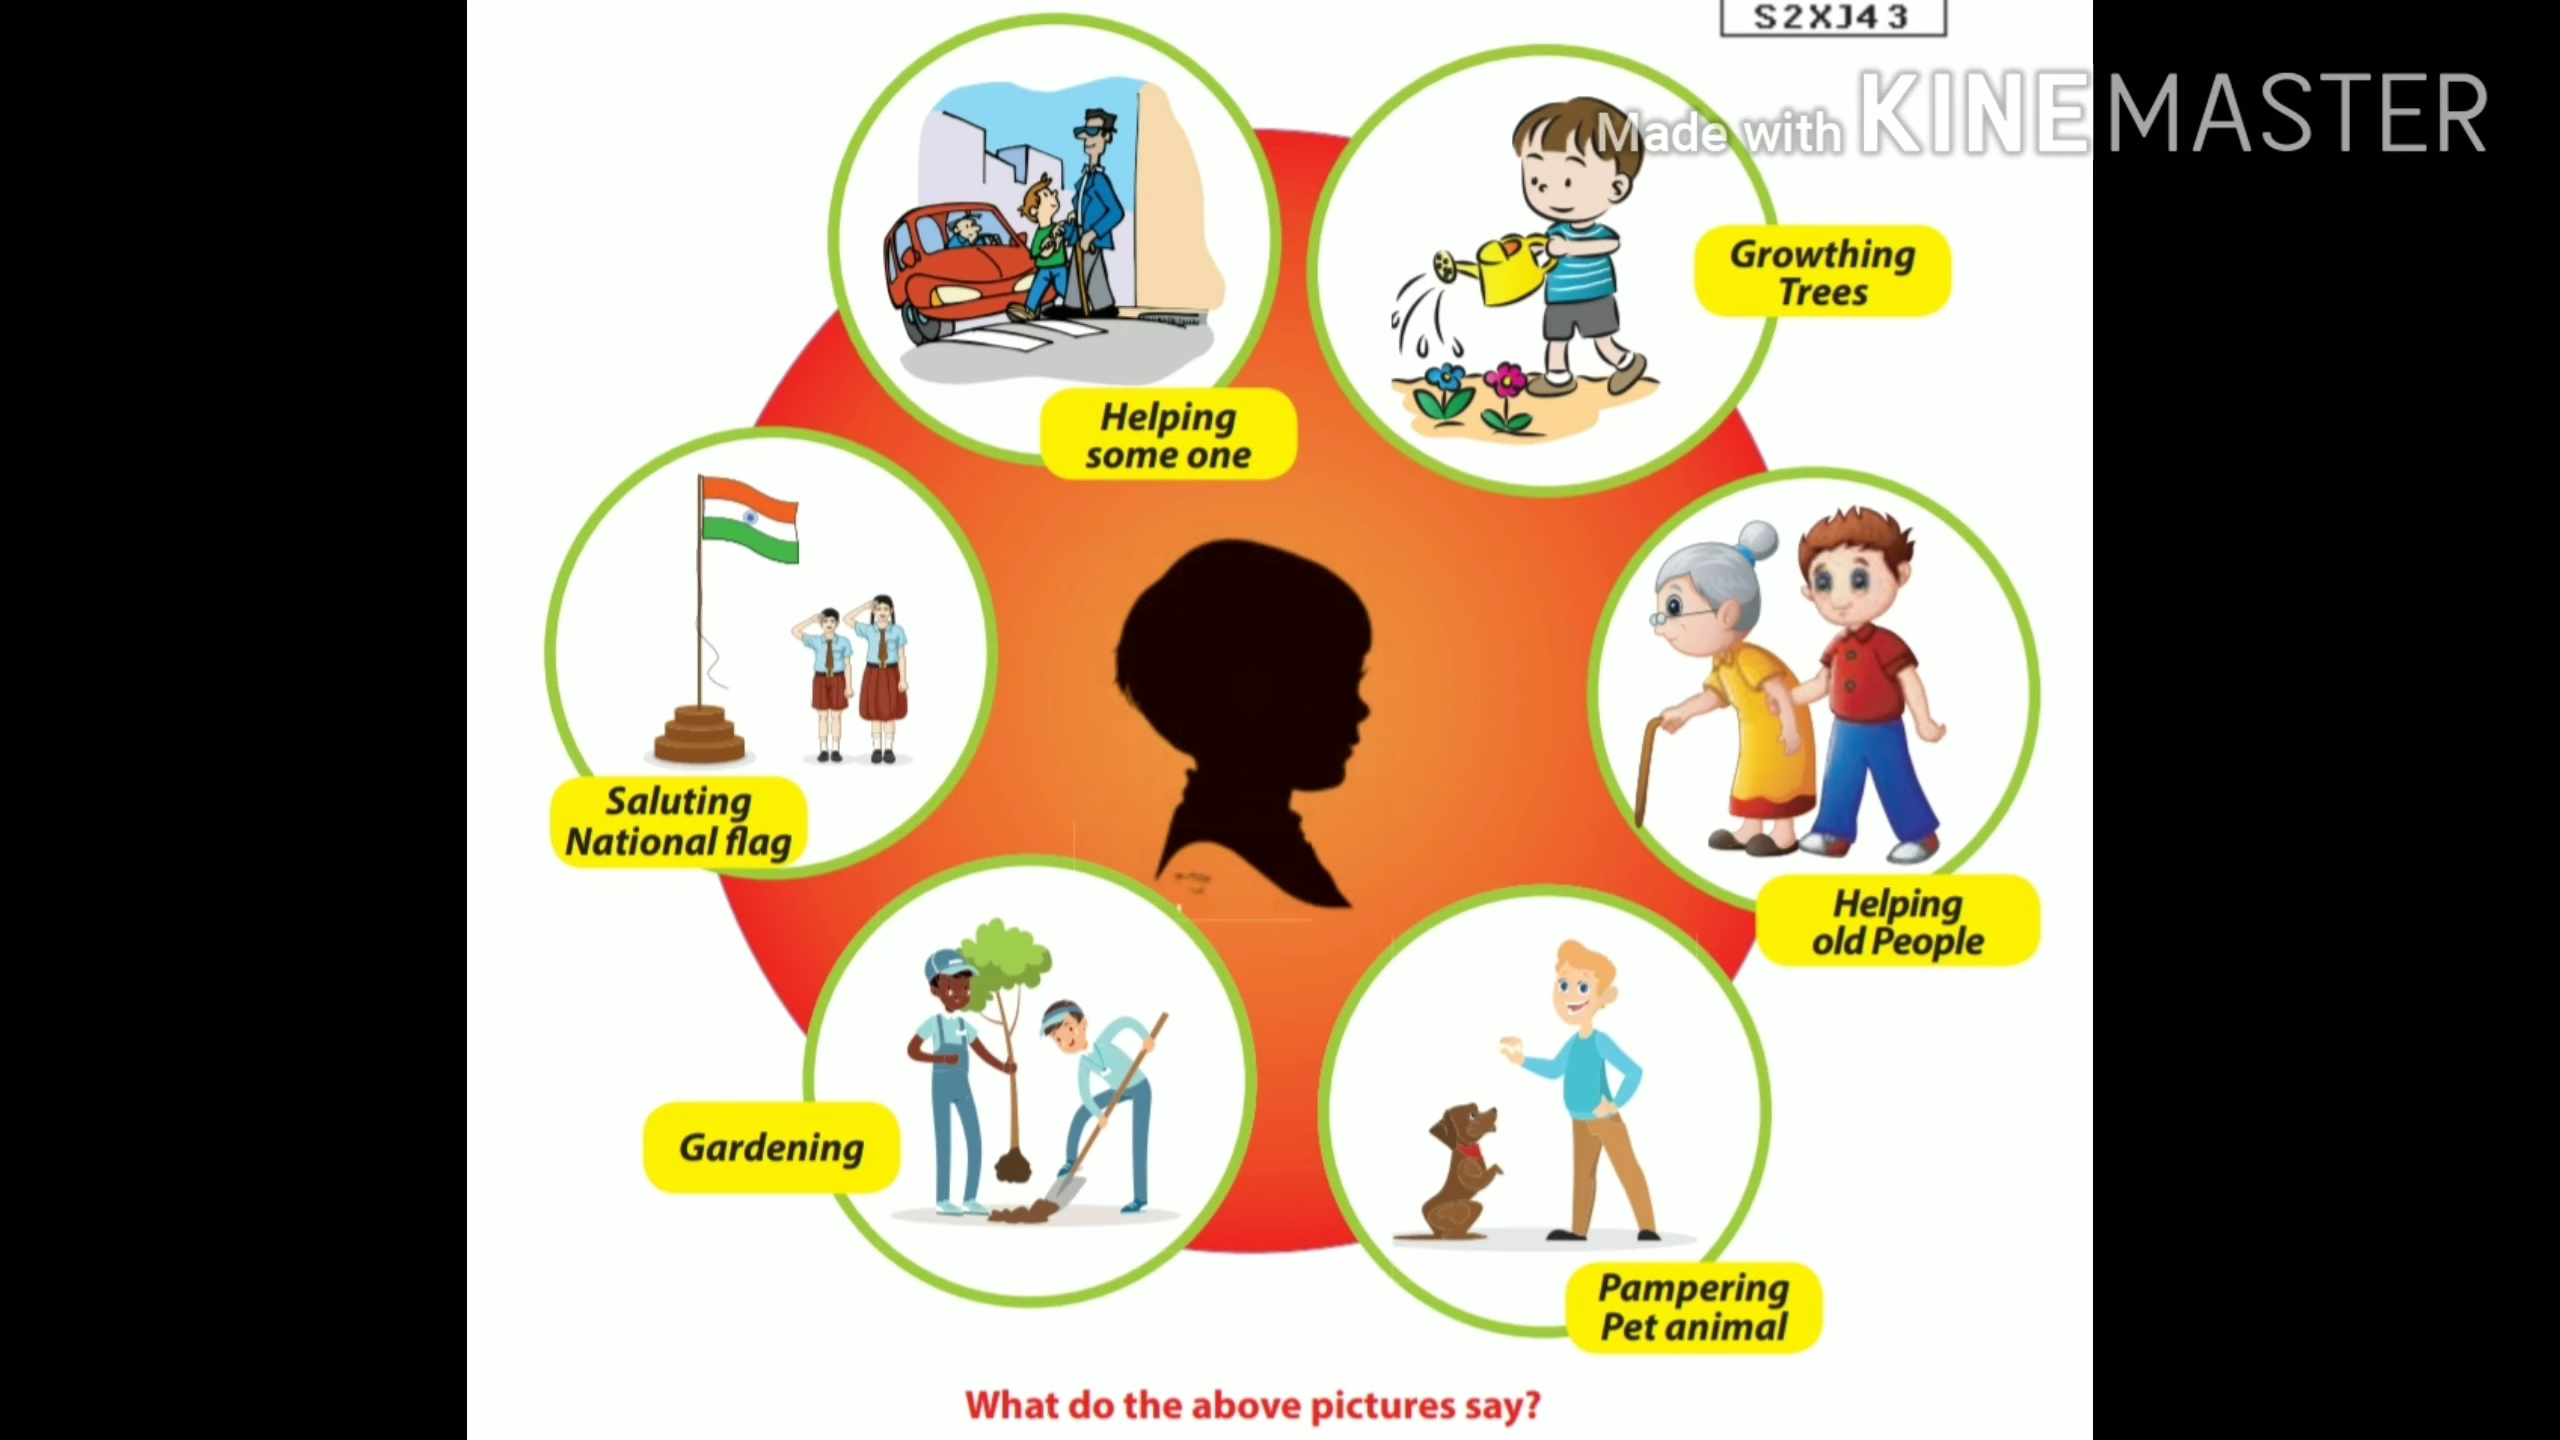 S2XJ43
Made with KINEMASTER
Growthing
Trees
Helping
some one
Saluting
National flag
Helping
old People
Gardening
Pampering
Pet animal
What do the above pictures say?